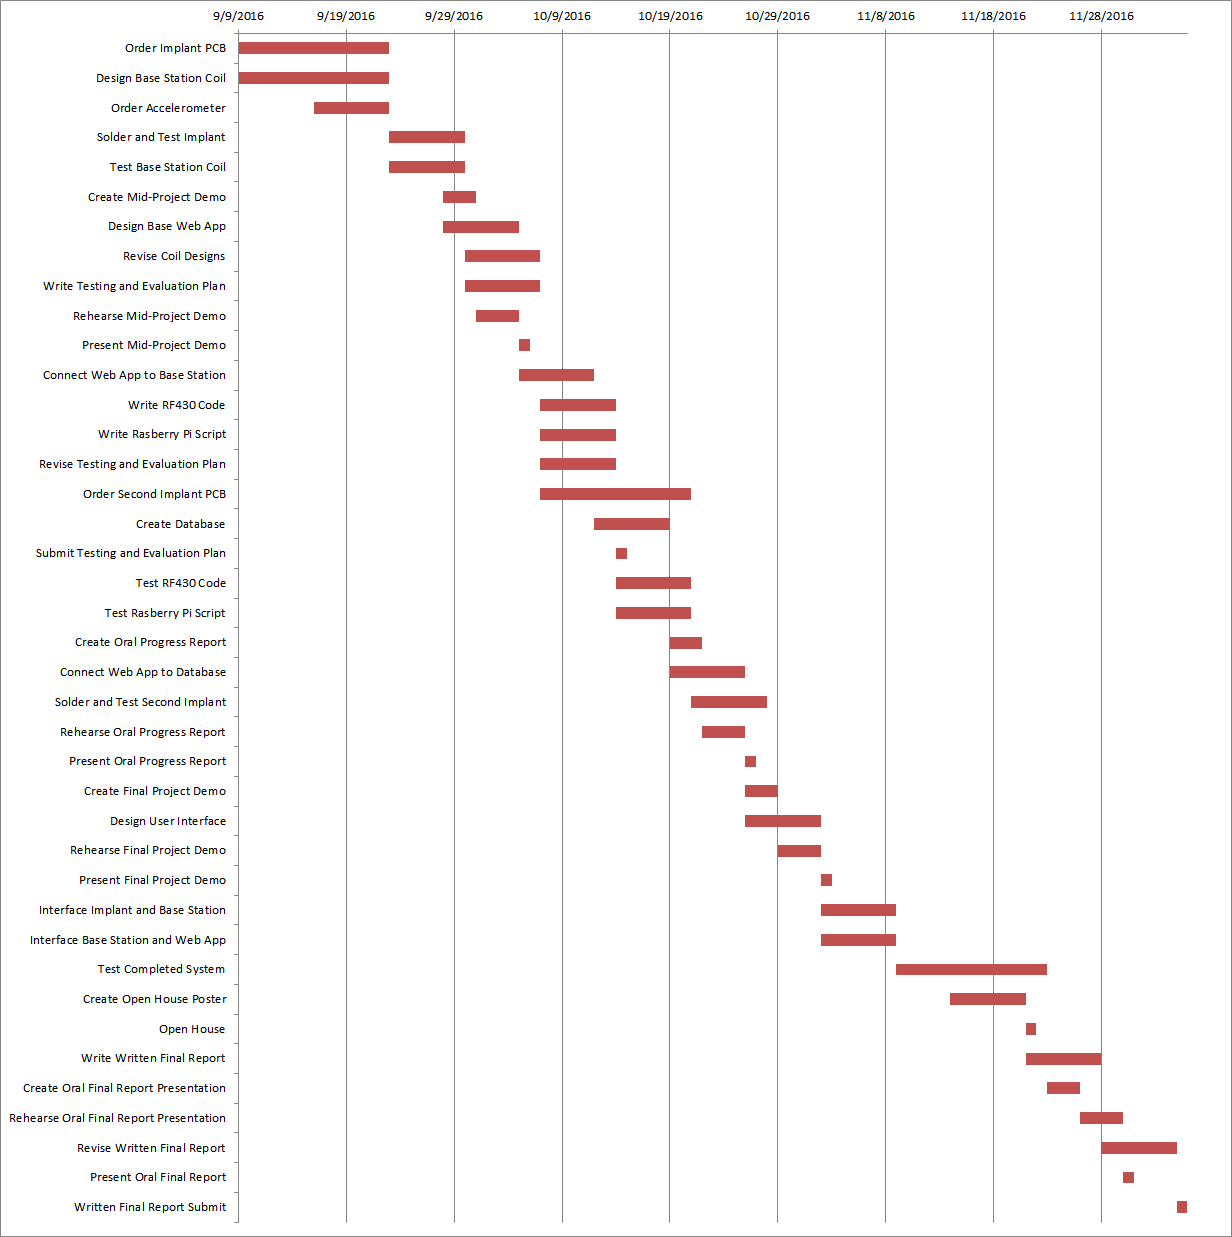 9/9/2016 9/19/2016 9/29/2016 10/9/2016 10/19/2016 10/29/2016 11/8/2016 11/18/2016 11/28/2016
Order Implant PCB
Design Base Station Coil
Order Accelerometer
Solder and Test Implant
Test Base Station Coil
Create Mid-Project Demo
Design Base Web App
Revise Coil Designs
Write Testing and Evaluation Plan
Rehearse Mid-Project Demo
Present Mid-Project Demo
Connect Web App to Base Station
Write RF430 Code
Write Rasberry Pi Script
Revise Testing and Evaluation Plan
Order Second Implant PCB
Create Database
Submit Testing and Evaluation Plan
Test RF430 Code
Test Rasberry Pi Script
Create Oral Progress Report
Connect Web App to Database
Solder and Test Second Implant
Rehearse Oral Progress Report
Present Oral Progress Report
Create Final Project Demo
Design User Interface
Rehearse Final Project Demo
Present Final Project Demo
Interface Implant and Base Station
Interface Base Station and Web App
Test Completed System
Create Open House Poster
Open House
Write Written Final Report
Create Oral Final Report Presentation
Rehearse Oral Final Report Presentation
Revise Written Final Report
Present Oral Final Report
Written Final Report Submit